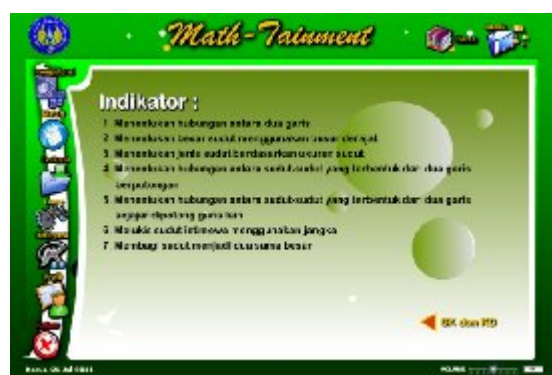 Math-Tainment
Indikator :
1 Menentukan hubungan antara dua garis
2 Menentukan besar sudut menggunakan busur derajat
3 Menentukan jenis sudut berdasarkan ukuran sudut
4 Menentukan hubungan antara sudut-sudut yang terbentuk dari dua garis
berpotongan
5 Menentukan hubungan antara sudut-sudut yang terbentuk dari dua garis
sejajar dipotong garis lain
6 Melukis sudut istimewa menggunakan jangka
7 Membagi sudut menjadi dua sama besar
SK dan KD